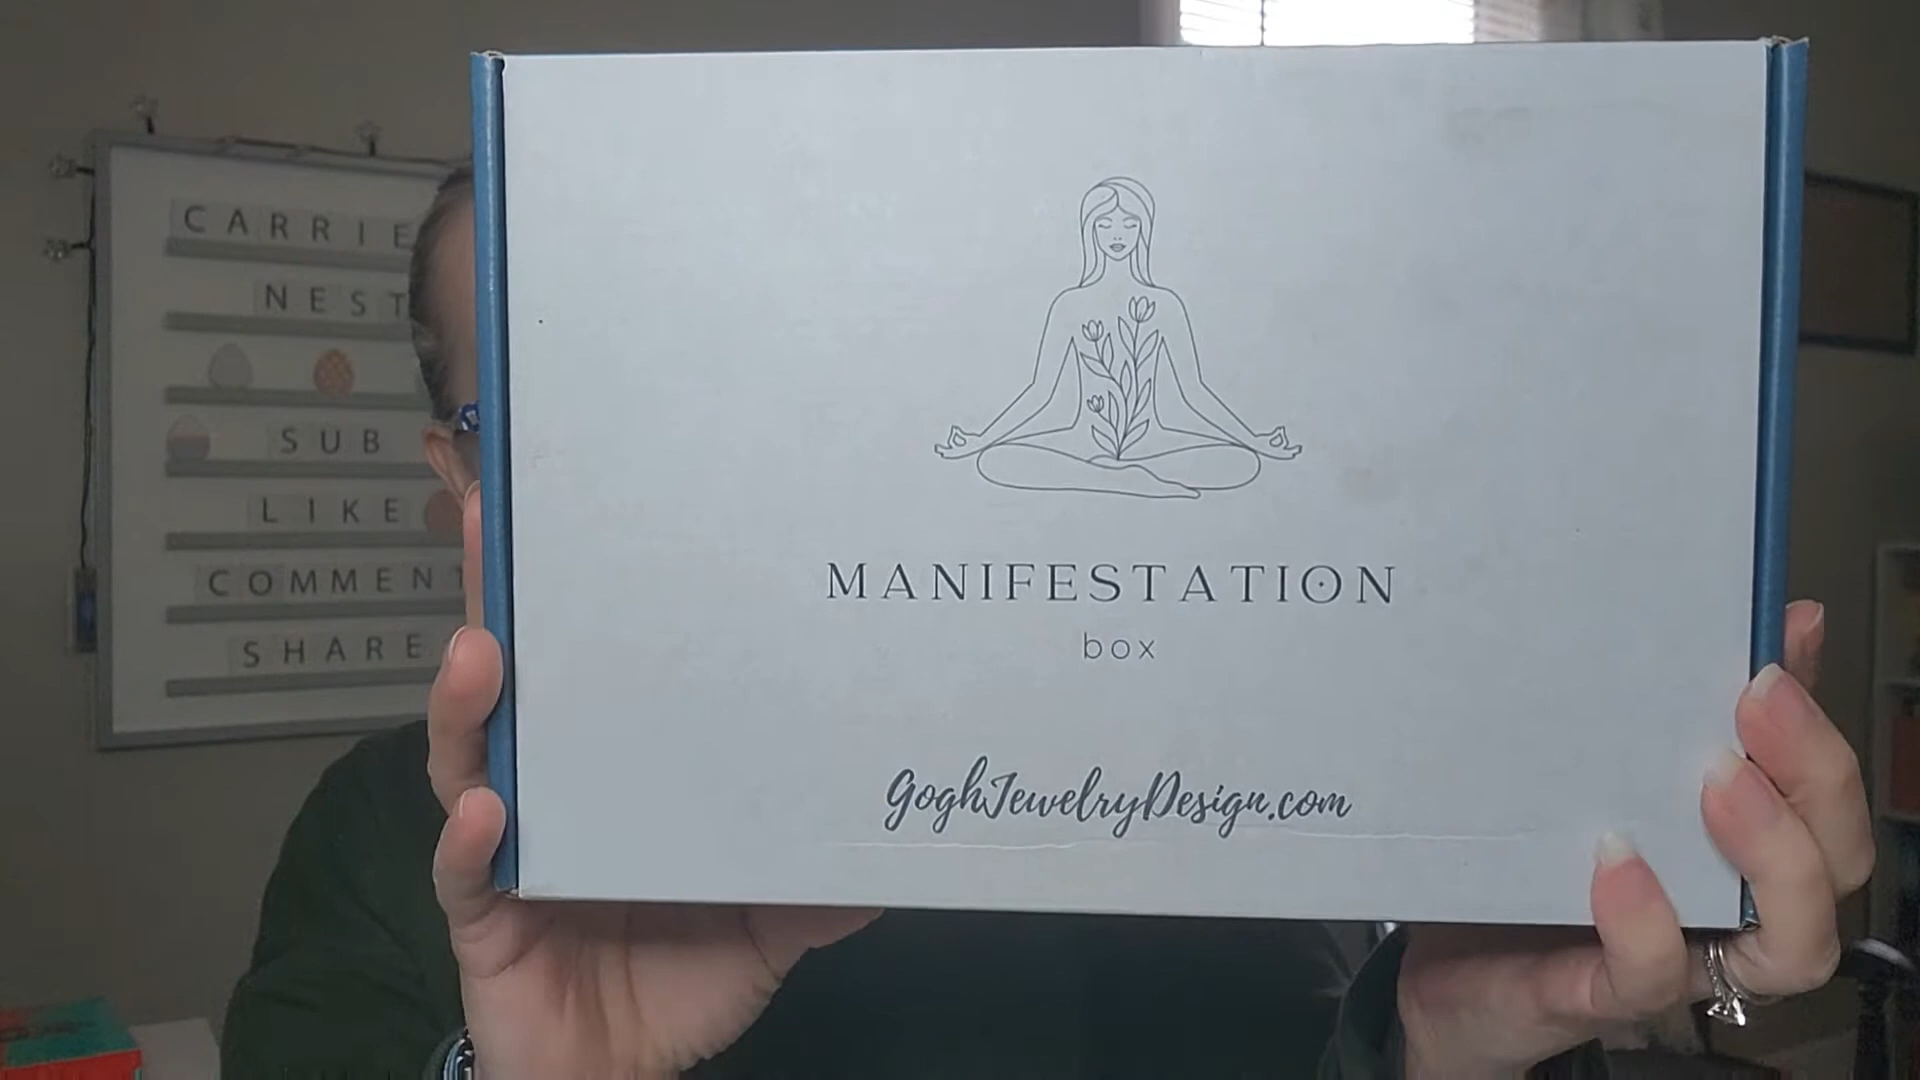 CARRIE
NEST
SUB
LIKE
COMMENT
SHARE
MANIFESTATION
box
GoghJewelryDesign.com